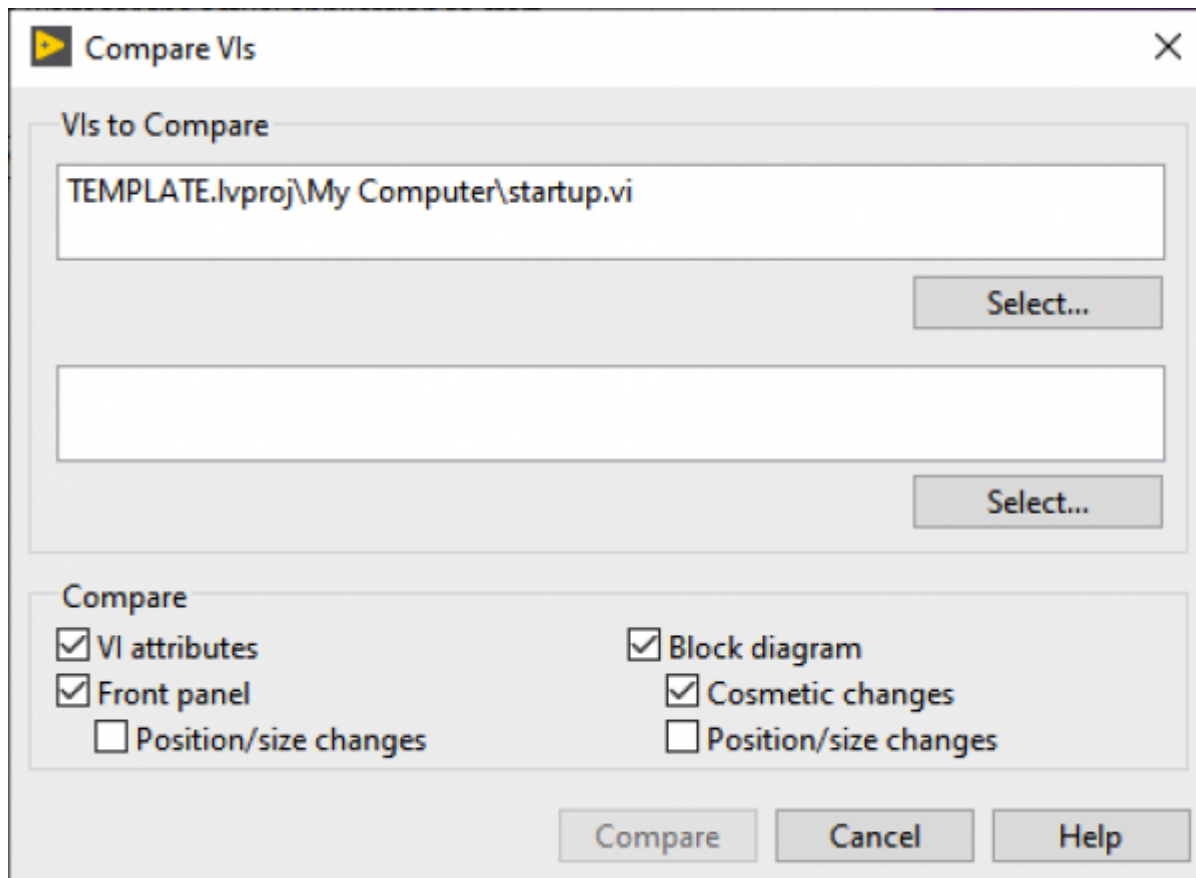 Compare VIs
VIs to Compare
TEMPLATE.lvproj\My Computer\startup.vi
Select...
Select...
Compare
VI attributes
Block diagram
Front panel
Cosmetic changes
Position/size changes
Position/size changes
Compare
Cancel
Help